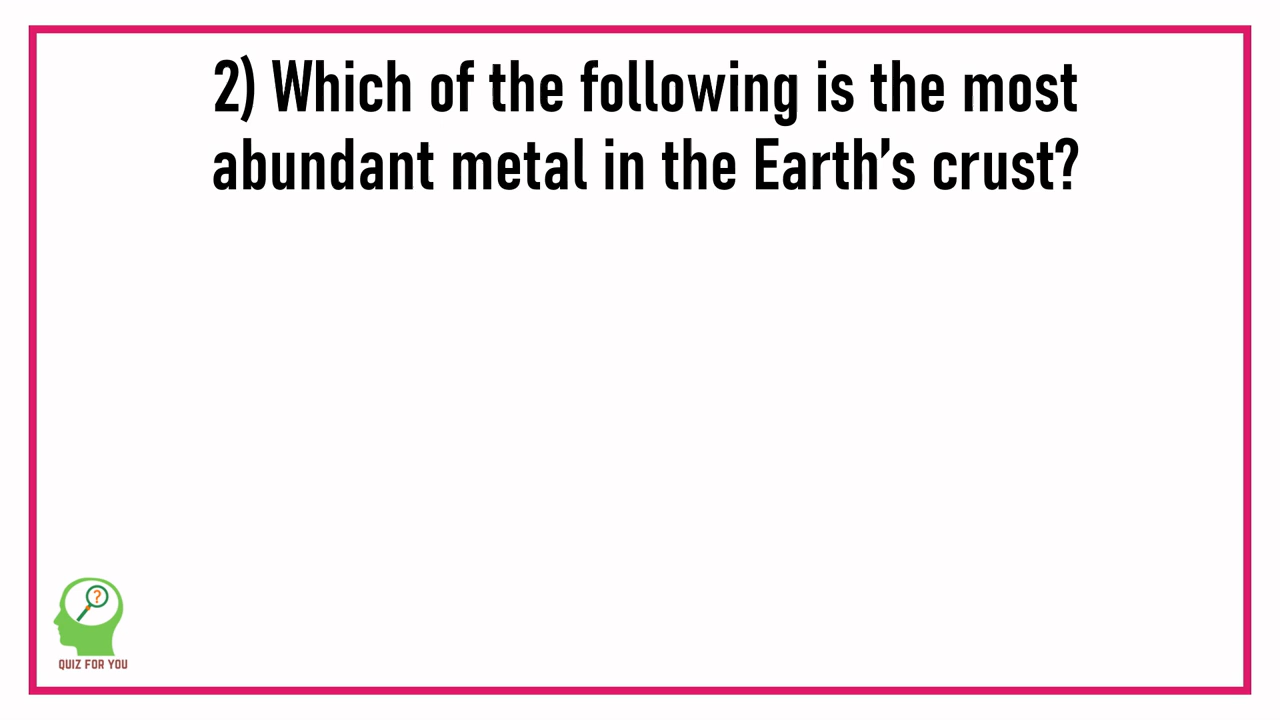 2) Which of the following is the most
abundant metal in the Earth’s crust?
?
QUIZ FOR YOU